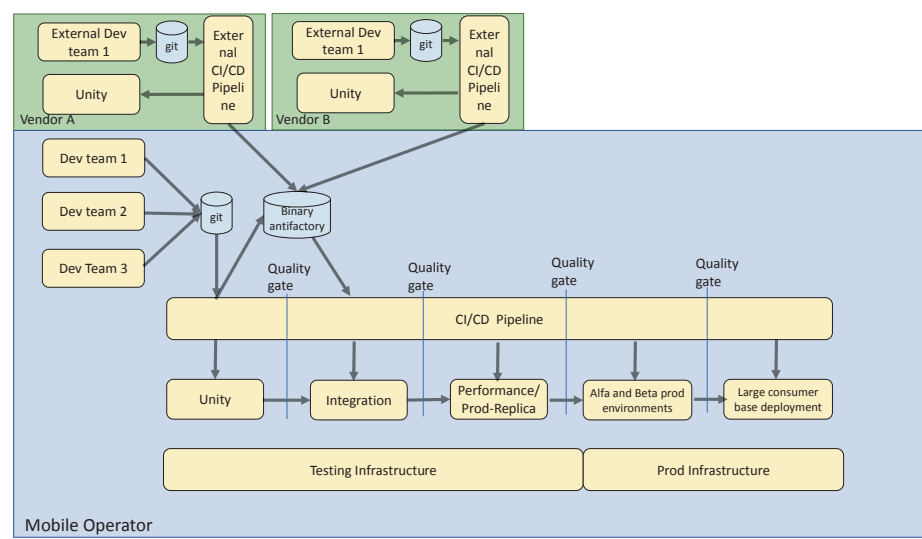 External Dev
team 1
git
Exter
nal
CI/CD
Pipeli
ne
Unity
Vendor A
External Dev
team 1
git
Exter
nal
CI/CD
Pipeli
ne
Unity
Vendor B
Dev team 1
Dev team 2
Dev Team 3
git
Binary
antifactory
Quality
gate
Quality
gate
Quality
gate
Quality
gate
CI/CD Pipeline
Unity
Integration
Performance/
Prod-Replica
Alfa and Beta prod
environments
Large consumer
base deployment
Testing Infrastructure
Prod Infrastructure
Mobile Operator